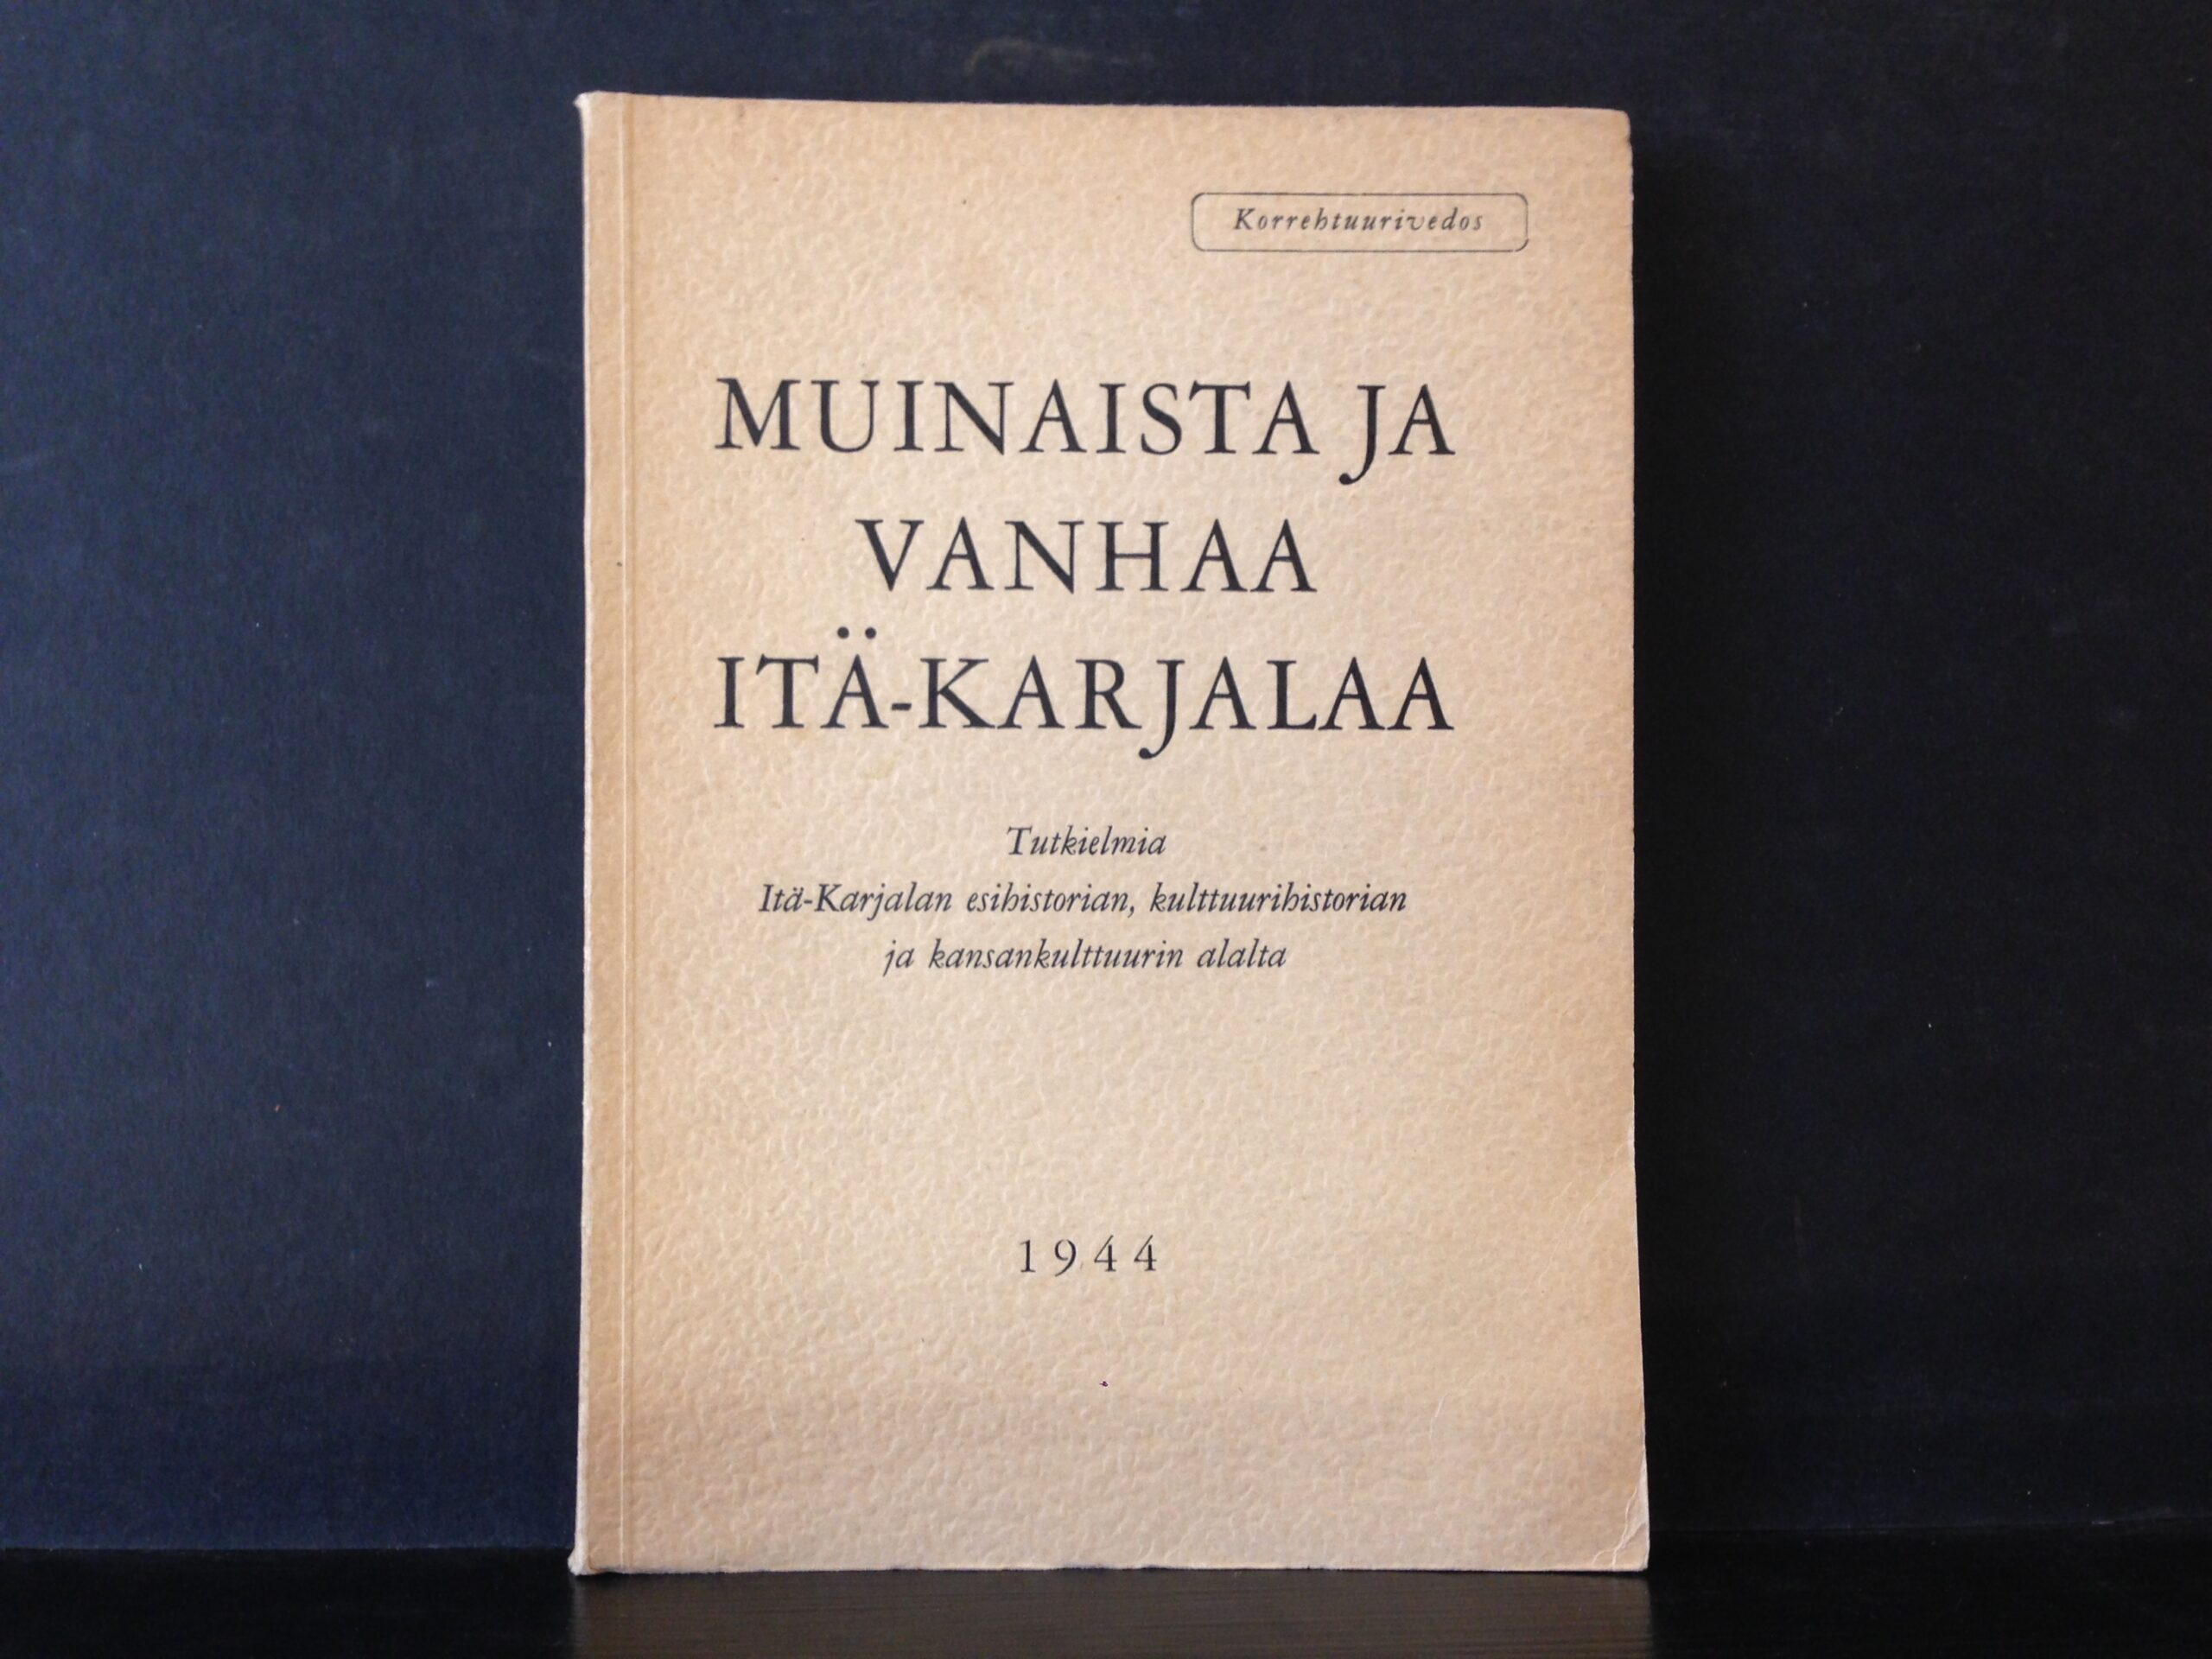 Korrehtuurivedos
MUINAISTA JA
VANHAA
ITÄ-KARJALAA
Tutkielmia
Itä-Karjalan esihistorian, kulttuurihistorian
ja kansankulttuurin alalta
1944